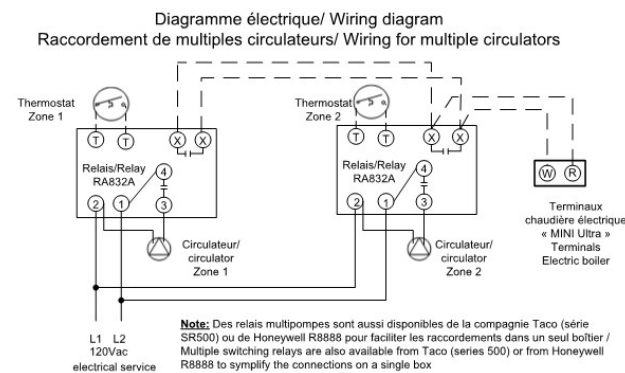 Diagramme électrique/ Wiring diagram
Raccordement de multiples circulateurs/ Wiring for multiple circulators
Thermostat
Zone 1
T T X X
Relais/Relay
RA832A
4
2 1 3
Circulateur/
circulator
Zone 1
Thermostat
Zone 2
T T X X
Relais/Relay
RA832A
4
2 1 3
Circulateur/
circulator
Zone 2
W R
Terminaux
chaudière électrique
« MINI Ultra »
Terminals
Electric boiler
L1 L2
120Vac
electrical service
Note: Des relais multipompes sont aussi disponibles de la compagnie Taco (série
SR500) ou de Honeywell R8888 pour faciliter les raccordements dans un seul boîtier /
Multiple switching relays are also available from Taco (series 500) or from Honeywell
R8888 to symplify the connections on a single box